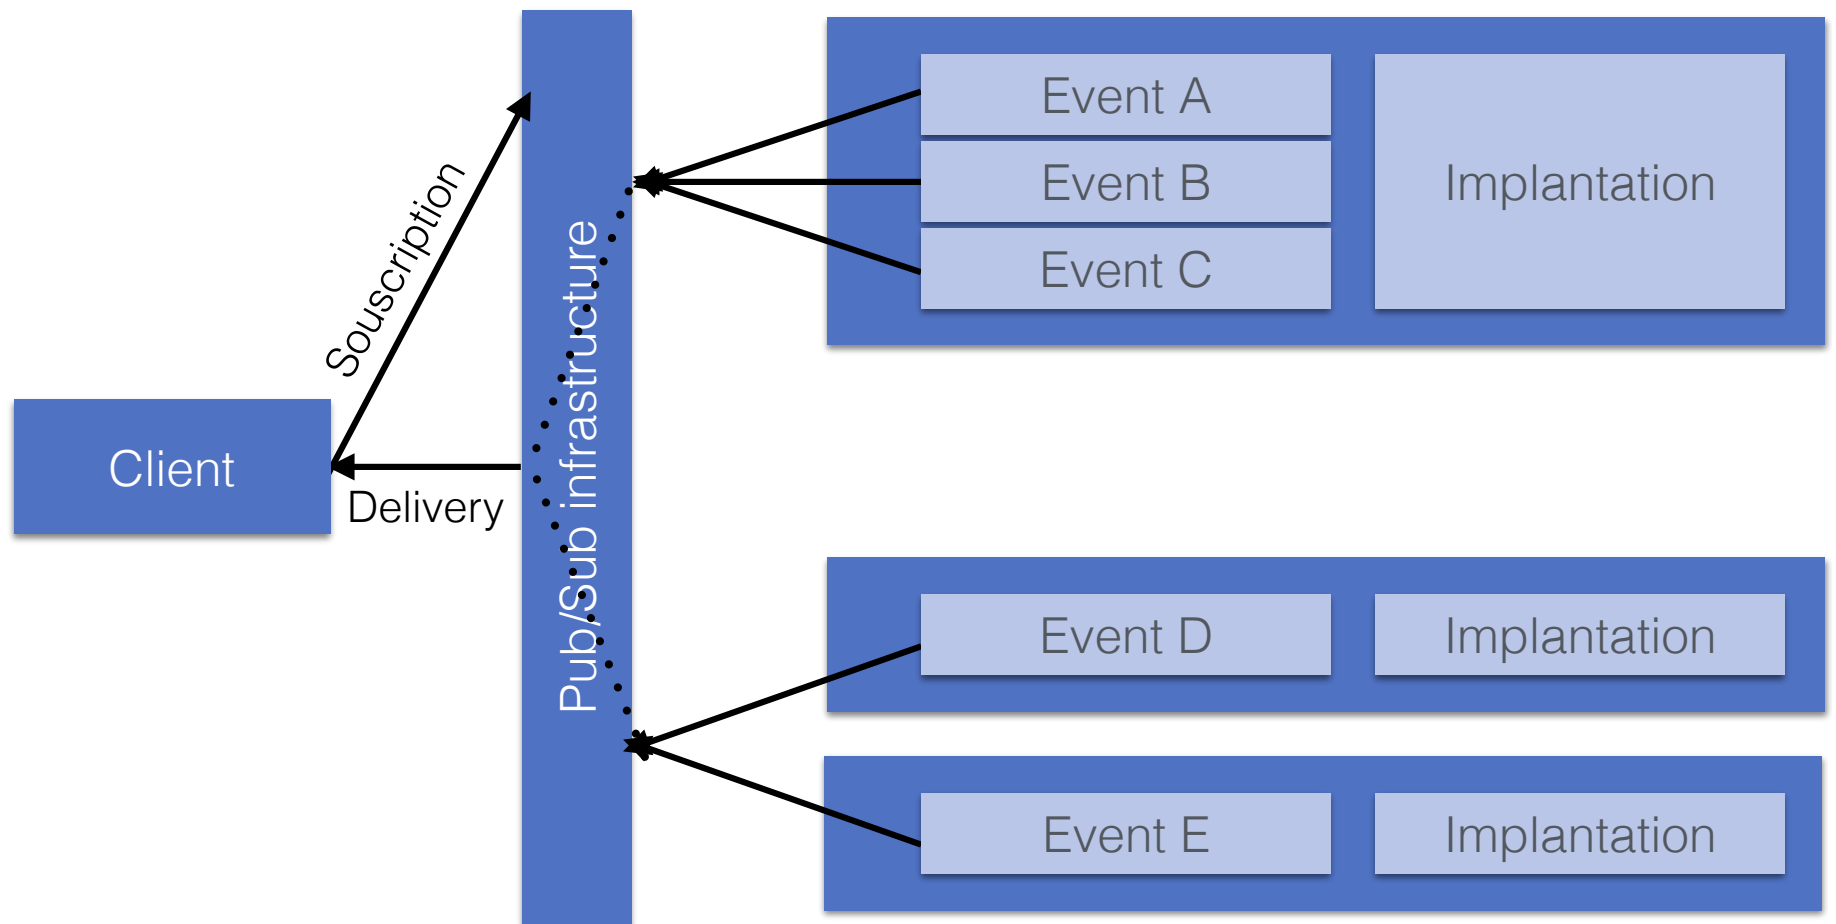 Souscription
Client
Delivery
Pub/Sub infrastructure
Event A
Event B
Event C
Implantation
Event D
Implantation
Event E
Implantation